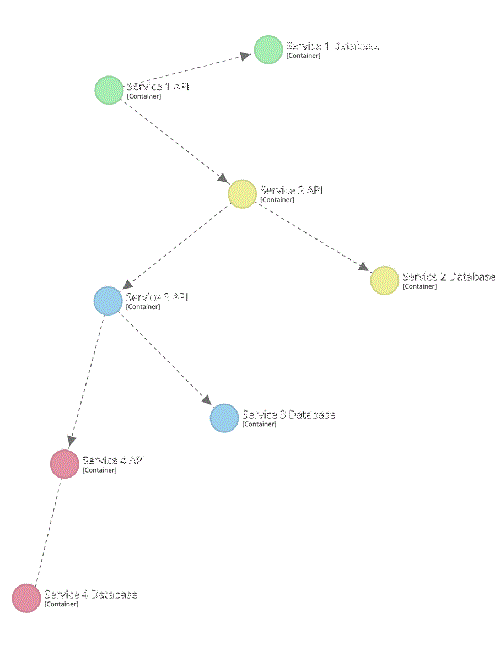 Service 1 Database
[Container]
Service 1 API
[Container]
Service 2 API
[Container]
Service 2 Database
[Container]
Service 3 API
[Container]
Service 3 Database
[Container]
Service 4 API
[Container]
Service 4 Database
[Container]